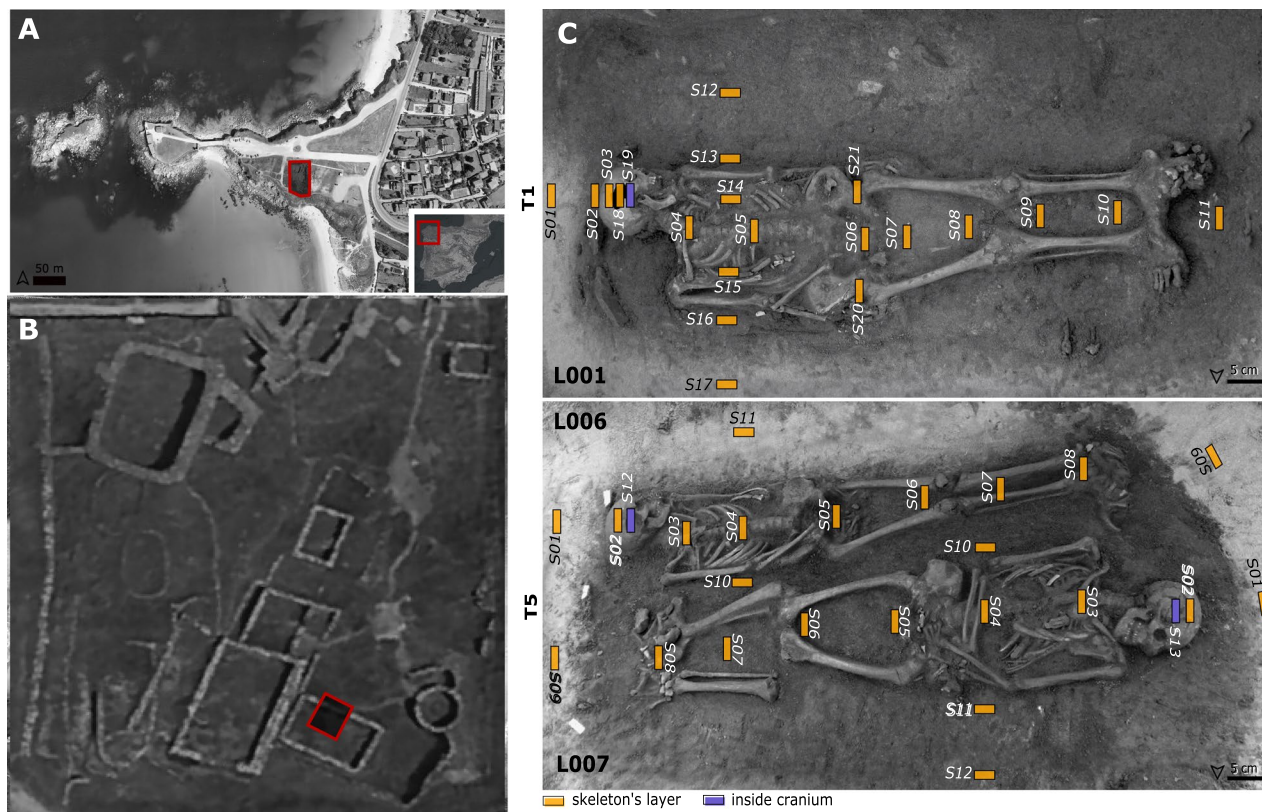 A
50 m
B
C
T1
S12
S13
S03
S19
S21
S14
S01
S02
S18
S04
S05
S06
S07
S08
S09
S10
S11
S15
S20
S16
S17
L001
5 cm
L006
S11
S09
S08
S07
S06
S12
S05
S04
S03
S01
S02
S10
S10
T5
S01
S02
S03
S04
S05
S06
S13
S07
S08
S09
S11
S12
L007
5 cm
skeleton's layer
inside cranium